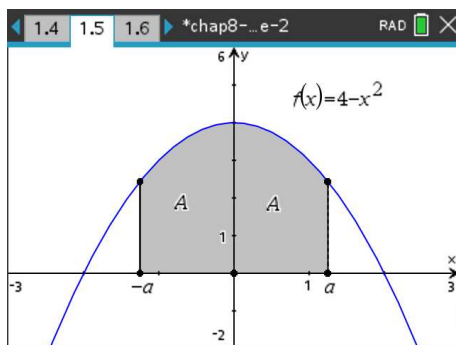 1.4 1.5 1.6 *chap8-...e-2 RAD
6 y
f(x)=4-x²
A A
1
x
-3 -a 1 a 3
-2